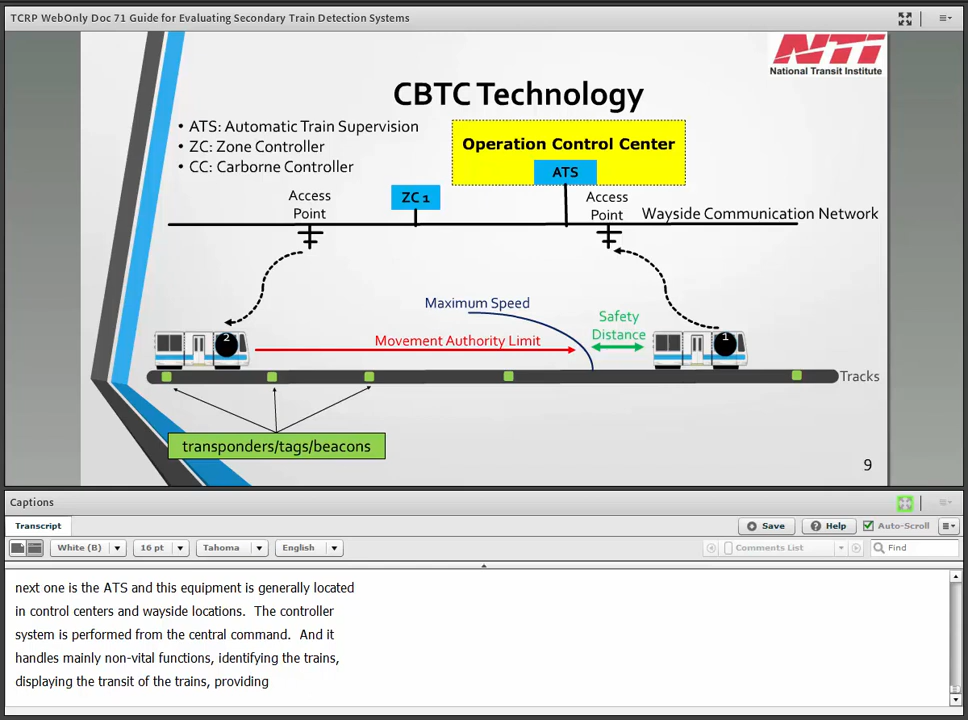 TCRP WebOnly Doc 71 Guide for Evaluating Secondary Train Detection Systems
NTI
National Transit Institute
CBTC Technology
• ATS: Automatic Train Supervision
• ZC: Zone Controller
• CC: Carborne Controller
Operation Control Center
ATS
Access
Point
ZC 1
Access
Point
Wayside Communication Network
Maximum Speed
Safety
Distance
Movement Authority Limit
2
1
Tracks
transponders/tags/beacons
9
Captions
Transcript
Save
Help
Auto-Scroll
White (B)
16 pt
Tahoma
English
Comments List
Find
next one is the ATS and this equipment is generally located
in control centers and wayside locations.  The controller
system is performed from the central command.  And it
handles mainly non-vital functions, identifying the trains,
displaying the transit of the trains, providing